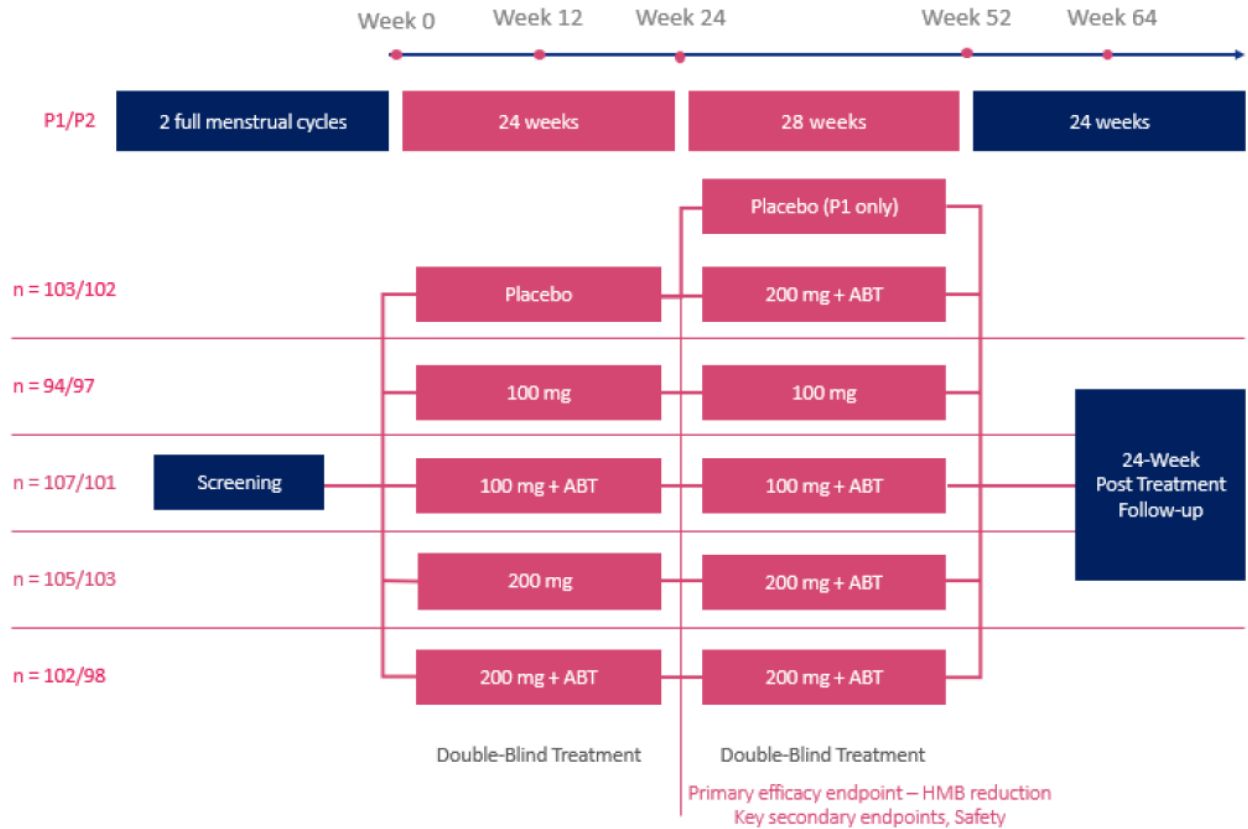 Week 0
Week 12
Week 24
Week 52
Week 64
P1/P2
2 full menstrual cycles
24 weeks
28 weeks
24 weeks
Placebo (P1 only)
n = 103/102
Placebo
200 mg + ABT
n = 94/97
100 mg
100 mg
n = 107/101
Screening
100 mg + ABT
100 mg + ABT
24-Week
Post Treatment
Follow-up
n = 105/103
200 mg
200 mg + ABT
n = 102/98
200 mg + ABT
200 mg + ABT
Double-Blind Treatment
Double-Blind Treatment
Primary efficacy endpoint – HMB reduction
Key secondary endpoints, Safety